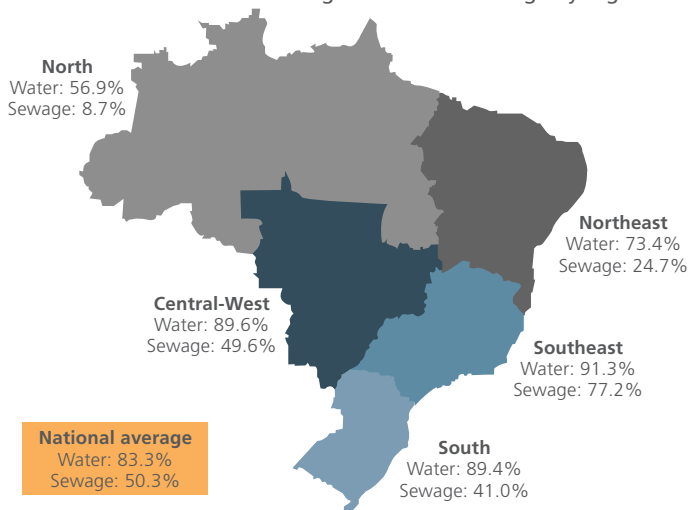 North
Water: 56.9%
Sewage: 8.7%
Northeast
Water: 73.4%
Sewage: 24.7%
Central-West
Water: 89.6%
Sewage: 49.6%
Southeast
Water: 91.3%
Sewage: 77.2%
National average
Water: 83.3%
Sewage: 50.3%
South
Water: 89.4%
Sewage: 41.0%